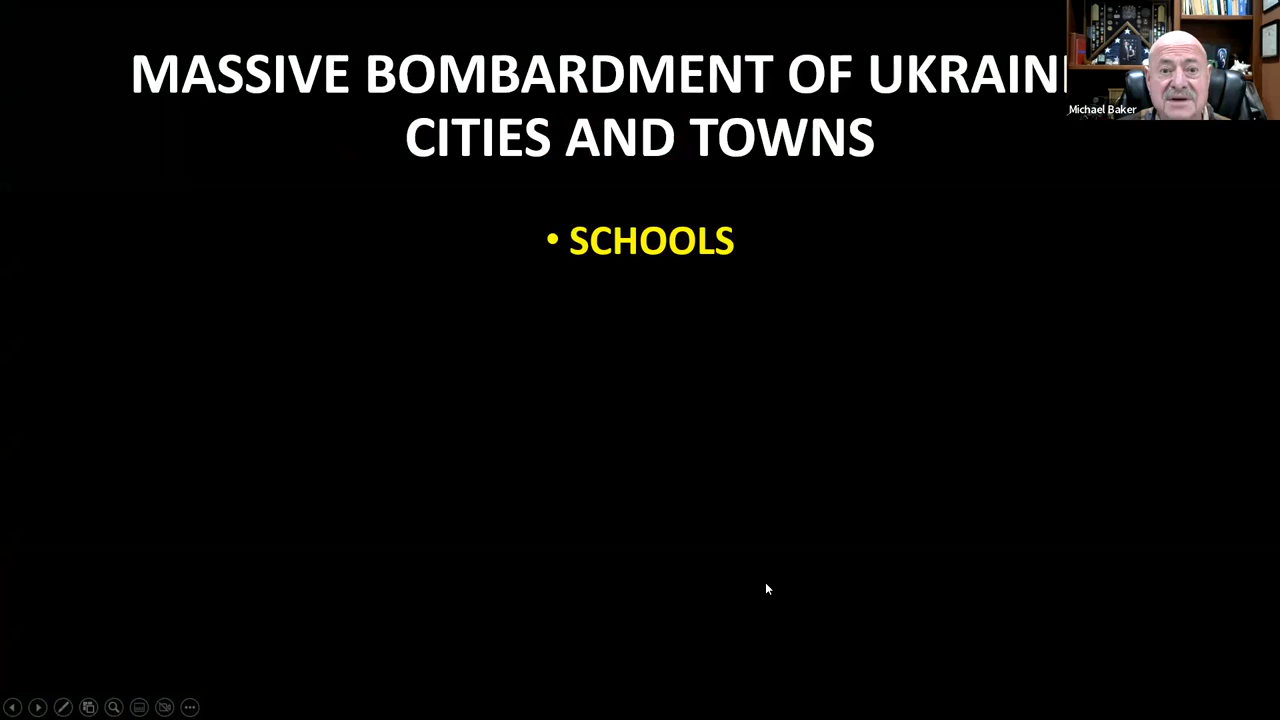 MASSIVE BOMBARDMENT OF UKRAIN
CITIES AND TOWNS
Michael Baker
• SCHOOLS